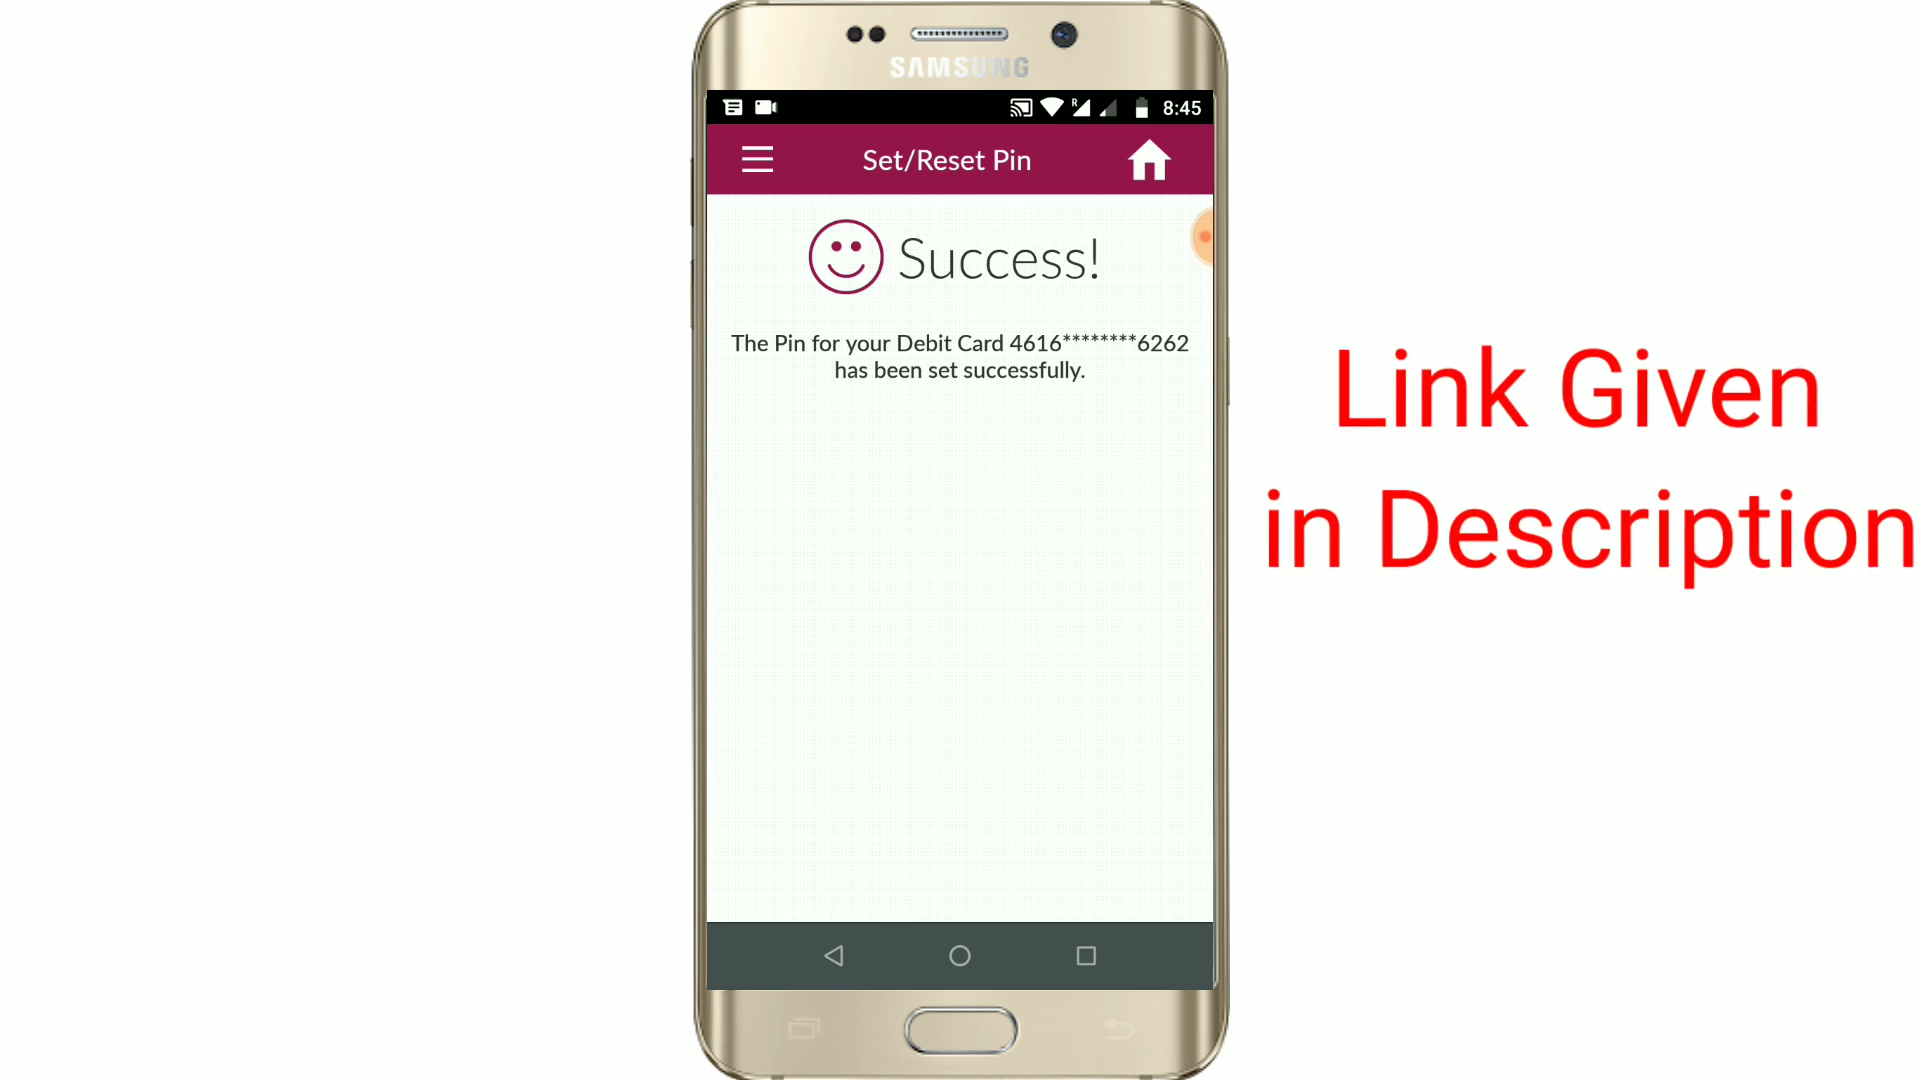 SAMSUNG
R
8:45
Set/Reset Pin
Success!
The Pin for your Debit Card 4616********6262
has been set successfully.
Link Given
in Description